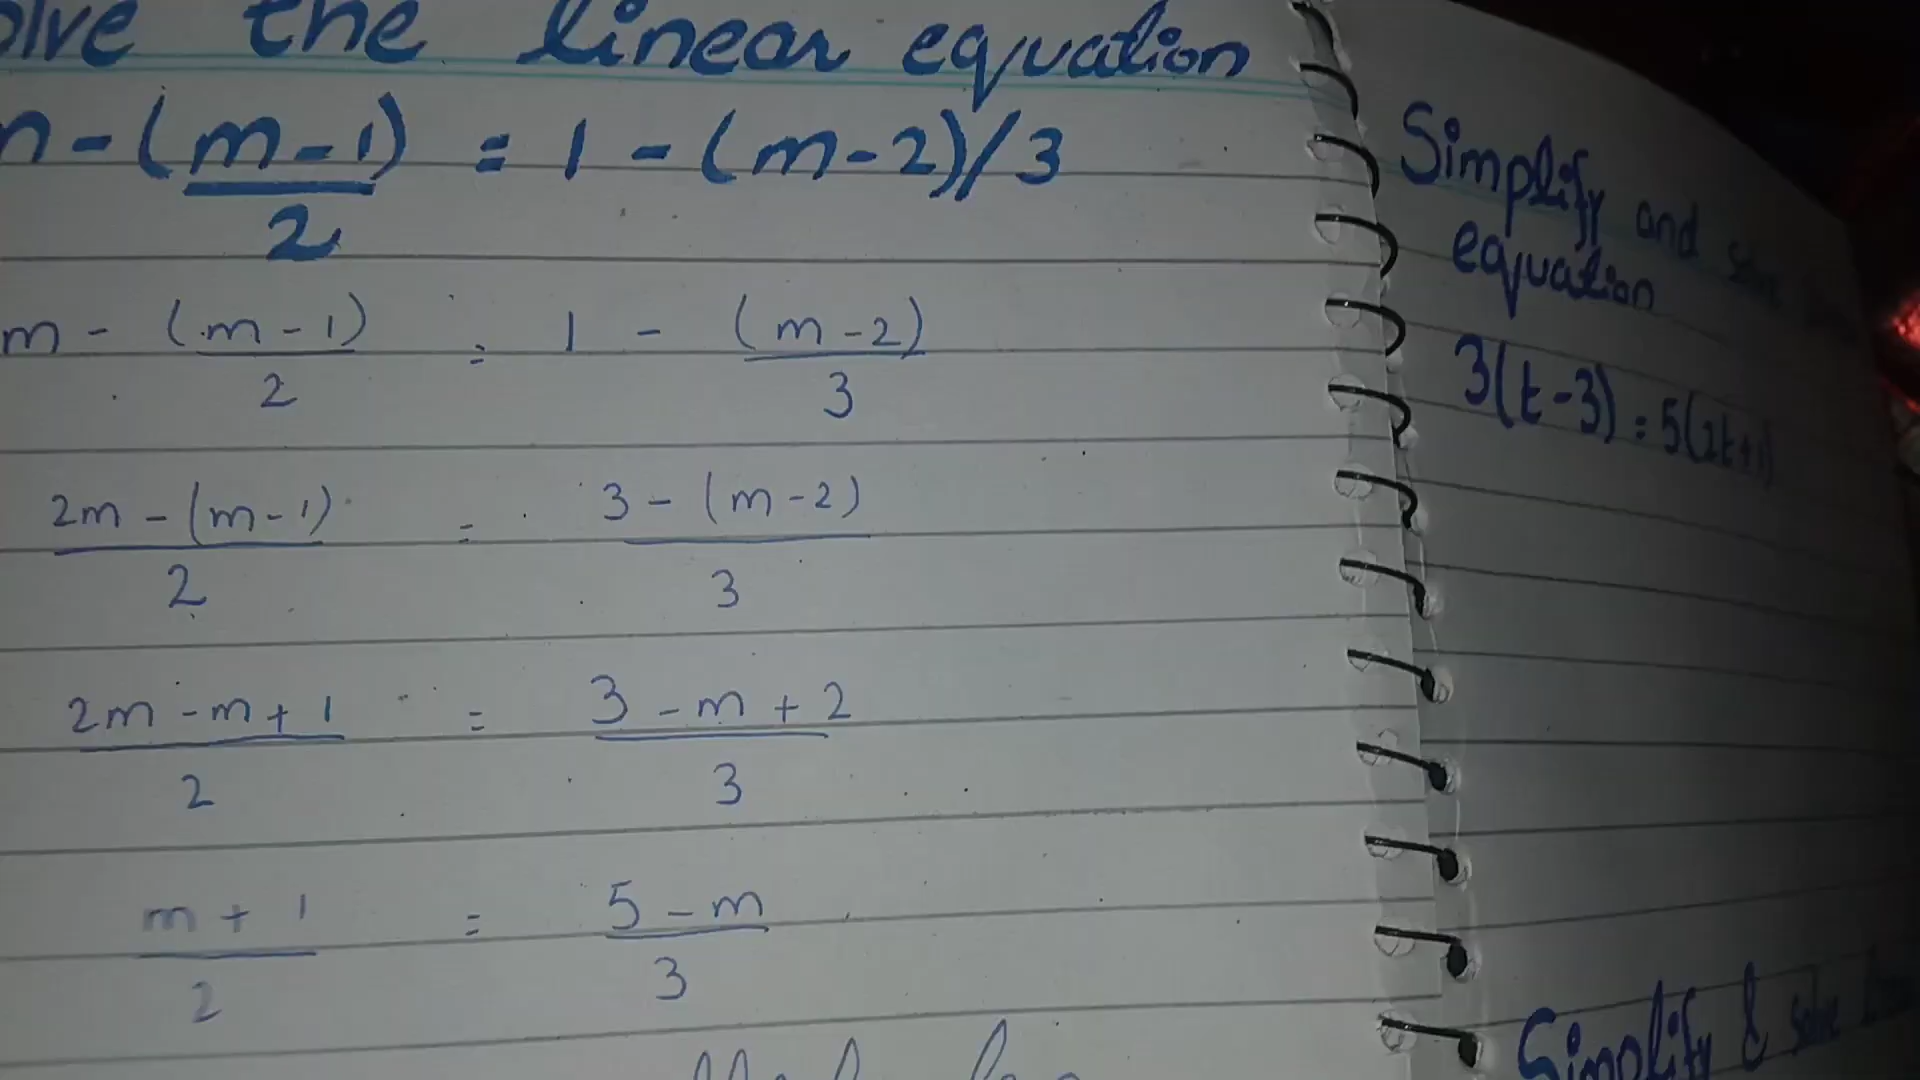 olve the linear equation
m - (m-1)/2 = 1 - (m-2)/3
m - (m-1)/2 = 1 - (m-2)/3
2m - (m-1)/2 = 3 - (m-2)/3
2m - m + 1/2 = 3 - m + 2/3
m + 1/2 = 5 - m/3
Simplify and solve
equation
3(t-3) = 5(2t+1)
Simplify & solve